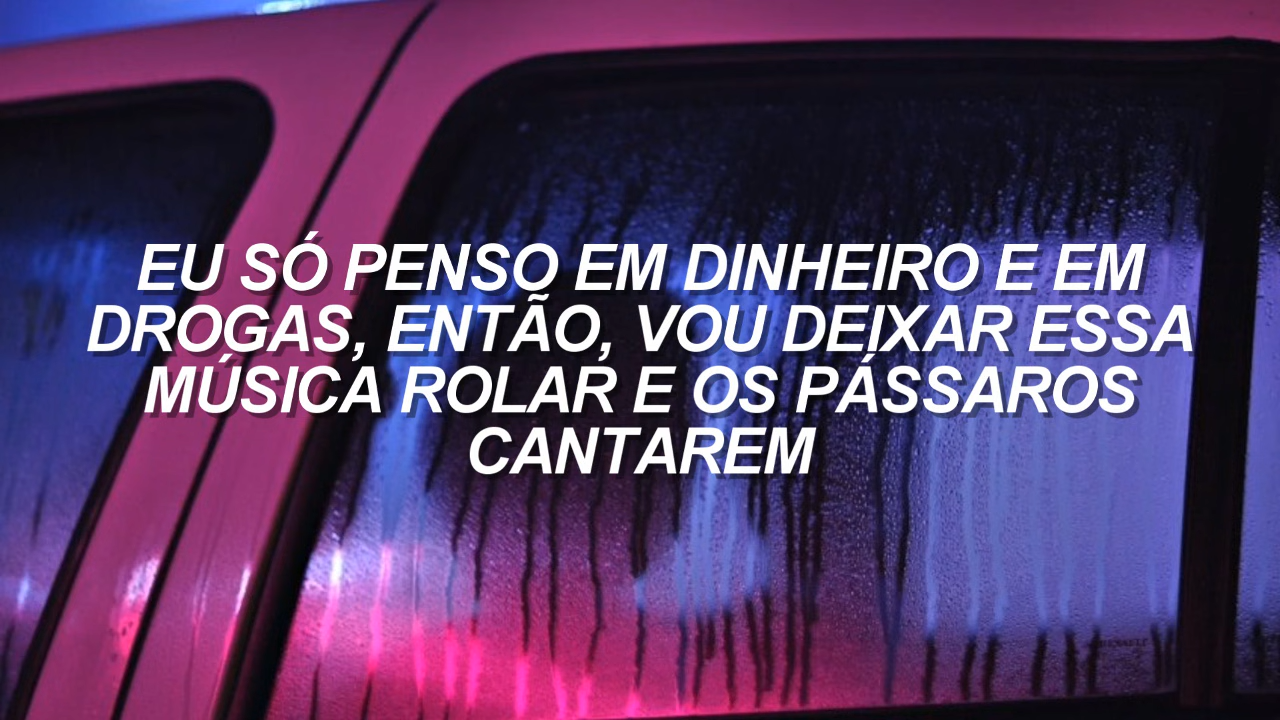 EU SÓ PENSO EM DINHEIRO E EM
DROGAS, ENTÃO, VOU DEIXAR ESSA
MÚSICA ROLAR E OS PÁSSAROS
CANTAREM